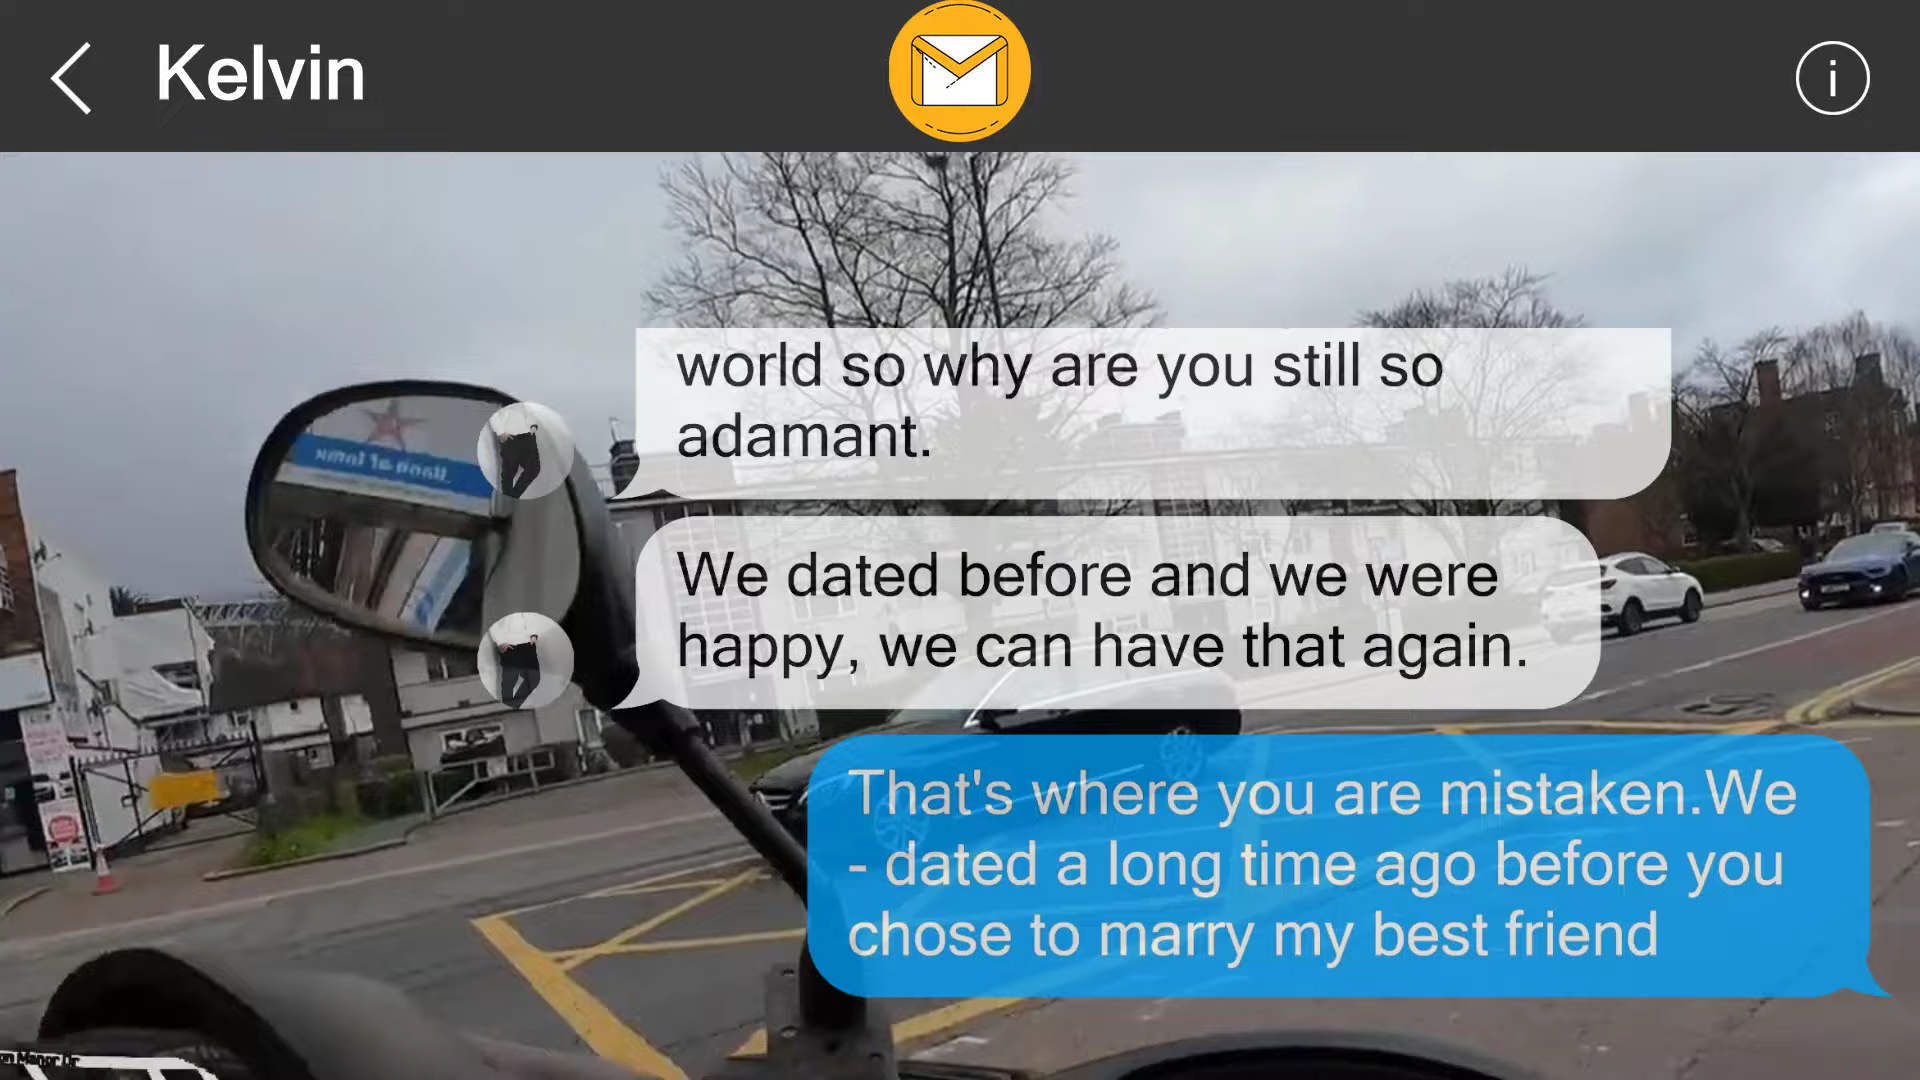 Kelvin
i
world so why are you still so
adamant.
We dated before and we were
happy, we can have that again.
That's where you are mistaken.We
- dated a long time ago before you
chose to marry my best friend